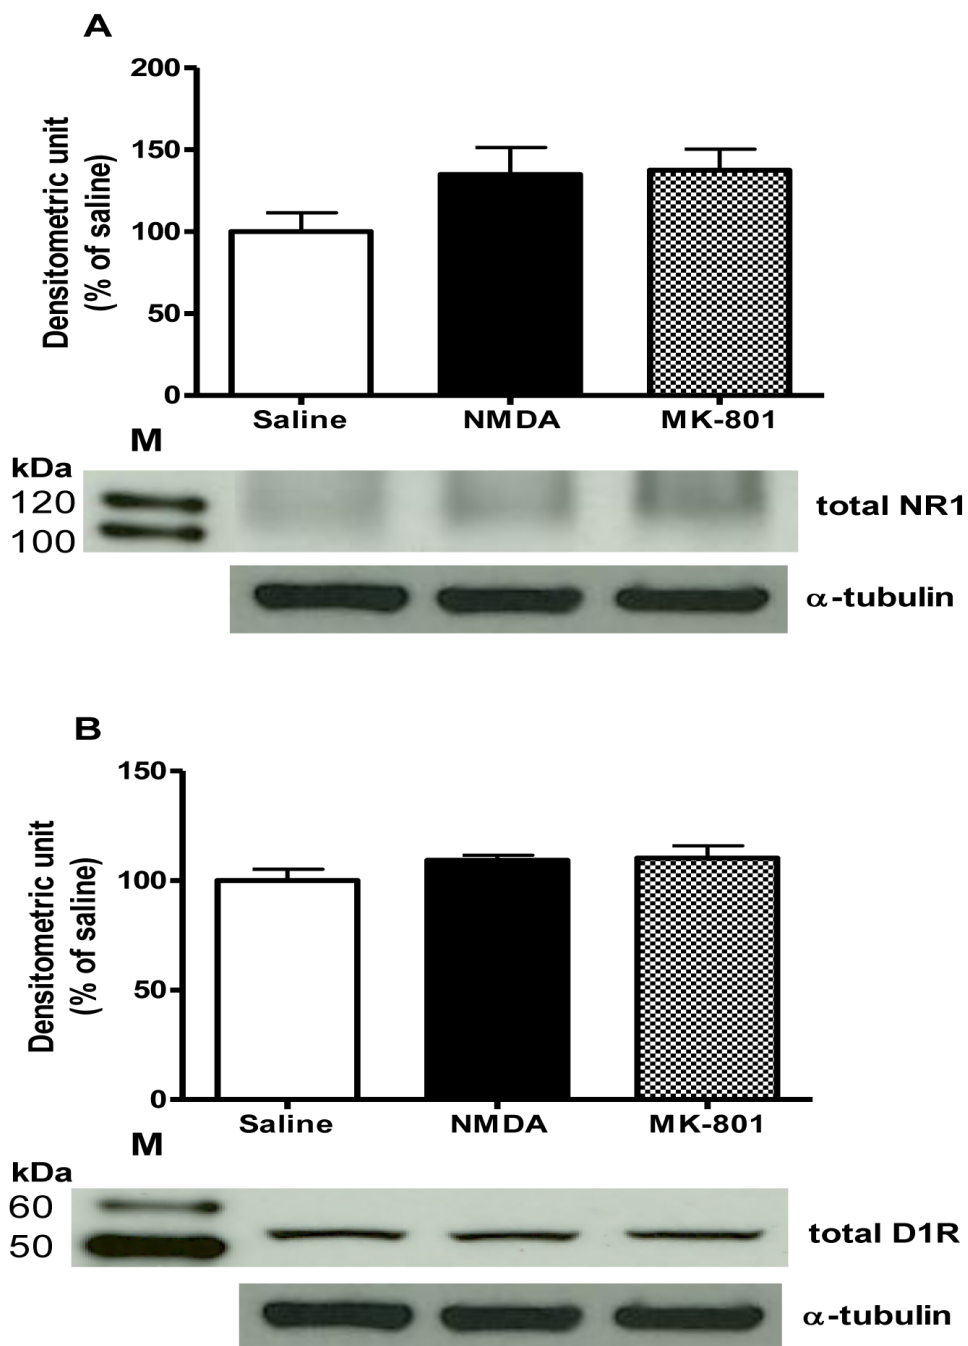 A
200
150
100
50
0
Densitometric unit
(% of saline)
Saline NMDA MK-801
M
kDa
120
100
total NR1
α-tubulin
B
150
100
50
0
Densitometric unit
(% of saline)
Saline NMDA MK-801
M
kDa
60
50
total D1R
α-tubulin